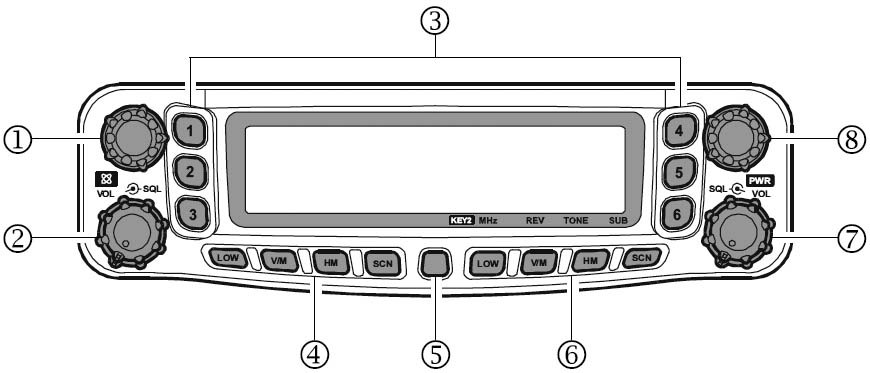 ③
1 4
① ⑧
2 5
PWR
VOL SQL SQL VOL
3 6
KEY2 MHz REV TONE SUB
② ⑦
LOW V/M HM SCN LOW V/M HM SCN
④ ⑤ ⑥